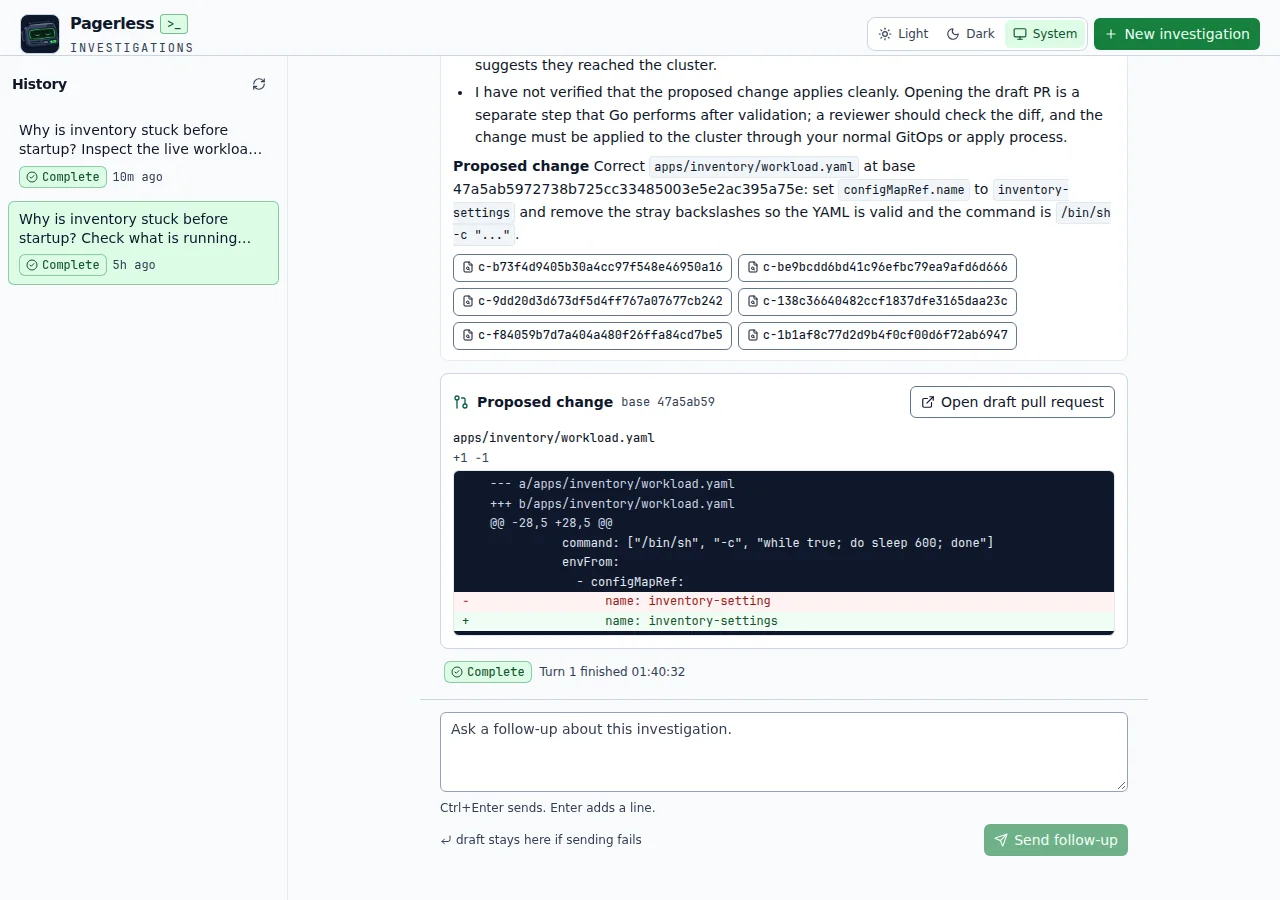 Pagerless >_
INVESTIGATIONS
Light
Dark
System
+ New investigation
History
Why is inventory stuck before
startup? Inspect the live workloa…
Complete 10m ago
Why is inventory stuck before
startup? Check what is running…
Complete 5h ago
suggests they reached the cluster.
• I have not verified that the proposed change applies cleanly. Opening the draft PR is a
separate step that Go performs after validation; a reviewer should check the diff, and the
change must be applied to the cluster through your normal GitOps or apply process.
Proposed change Correct apps/inventory/workload.yaml at base
47a5ab5972738b725cc33485003e5e2ac395a75e: set configMapRef.name to inventory-
settings and remove the stray backslashes so the YAML is valid and the command is /bin/sh
-c "...".
c-b73f4d9405b30a4cc97f548e46950a16
c-be9bcdd6bd41c96efbc79ea9afd6d666
c-9dd20d3d673df5d4ff767a07677cb242
c-138c36640482ccf1837dfe3165daa23c
c-f84059b7d7a404a480f26ffa84cd7be5
c-1b1af8c77d2d9b4f0cf00d6f72ab6947
Proposed change base 47a5ab59
Open draft pull request
apps/inventory/workload.yaml
+1 -1
--- a/apps/inventory/workload.yaml
+++ b/apps/inventory/workload.yaml
@@ -28,5 +28,5 @@
command: ["/bin/sh", "-c", "while true; do sleep 600; done"]
envFrom:
- configMapRef:
- name: inventory-setting
+ name: inventory-settings
Complete Turn 1 finished 01:40:32
Ask a follow-up about this investigation.
Ctrl+Enter sends. Enter adds a line.
draft stays here if sending fails
Send follow-up